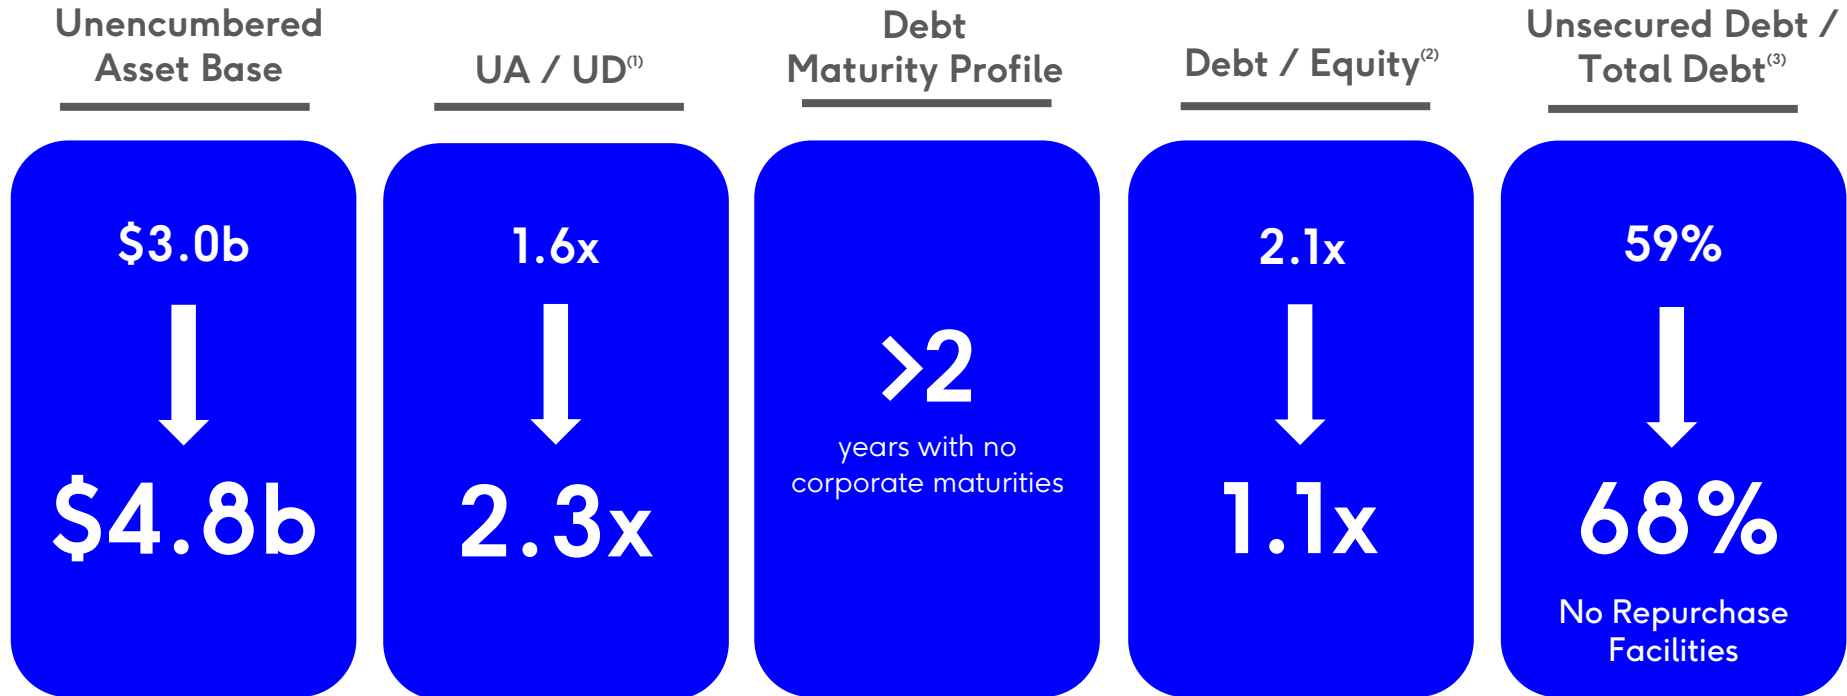 Unencumbered
Asset Base
$3.0b
$4.8b
UA / UD(1)
1.6x
2.3x
Debt
Maturity Profile
>2
years with no
corporate maturities
Debt / Equity(2)
2.1x
1.1x
Unsecured Debt /
Total Debt(3)
59%
68%
No Repurchase
Facilities